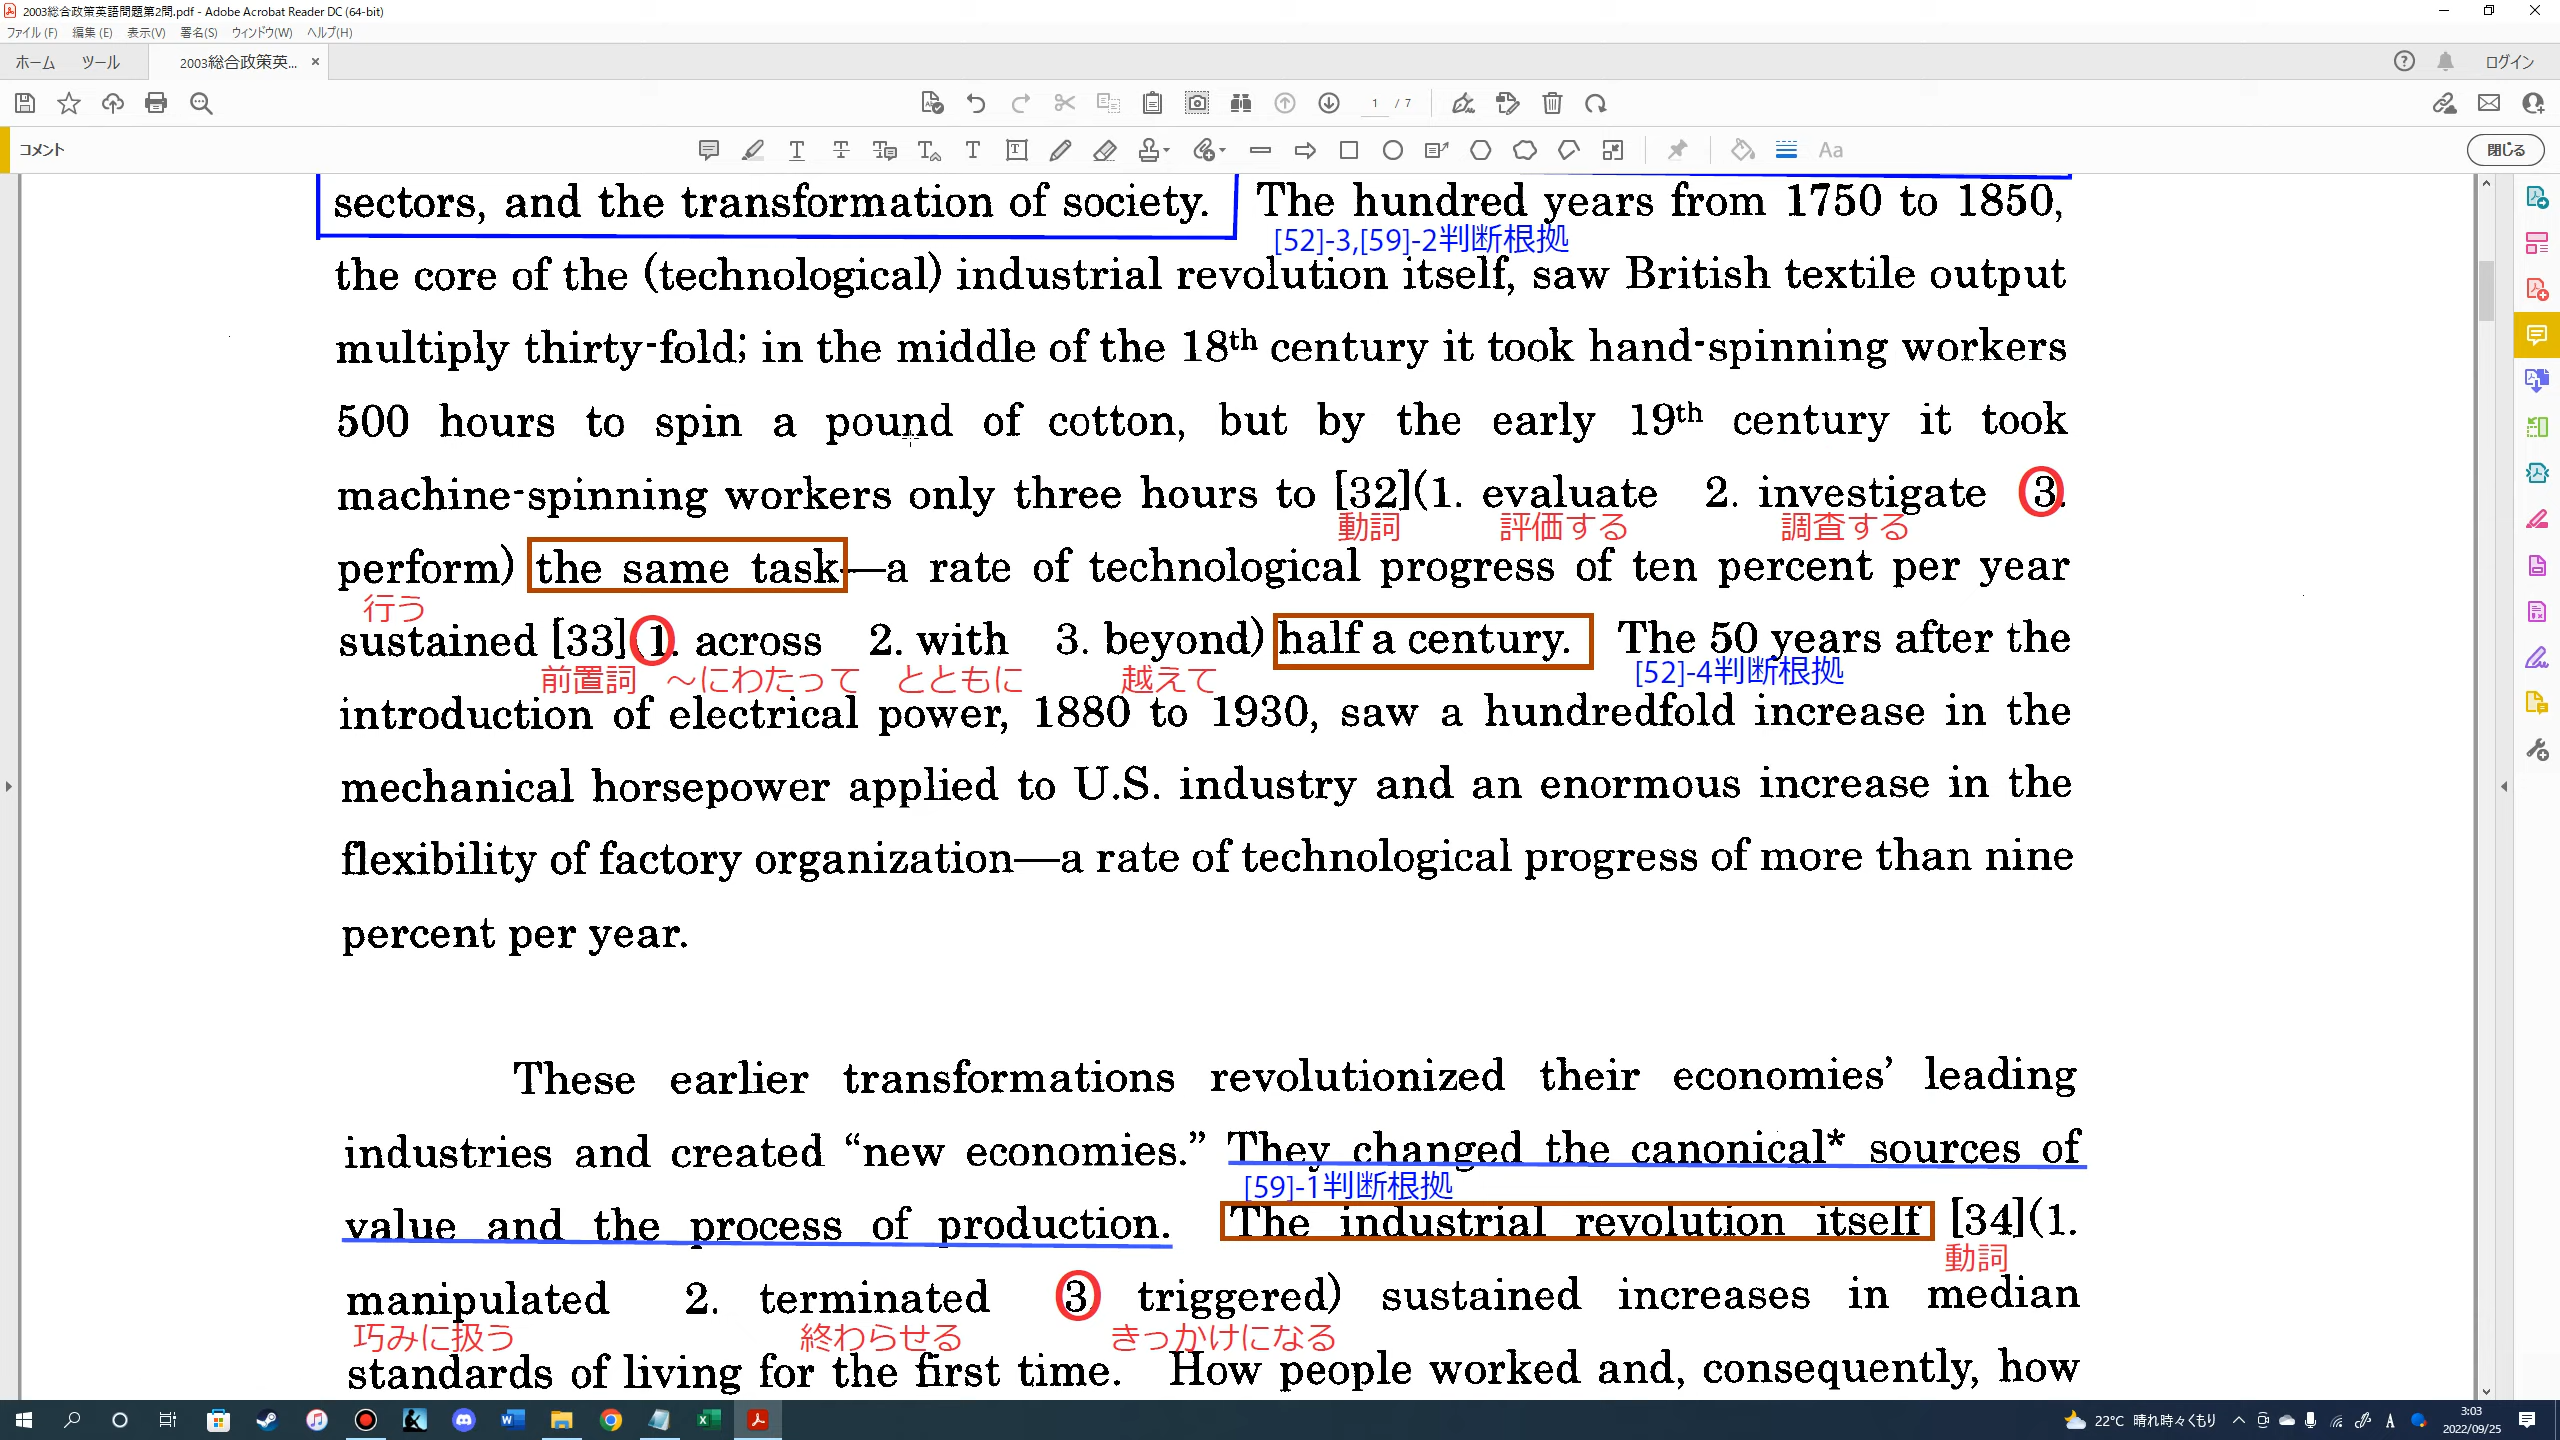 2003総合政策英語問題第2問.pdf - Adobe Acrobat Reader DC (64-bit)
ファイル(F) 編集(E) 表示(V) 署名(S) ウィンドウ(W) ヘルプ(H)
ホーム ツール 2003総合政策英... × ログイン
1 / 7
コメント Aa 閉じる
sectors, and the transformation of society. The hundred years from 1750 to 1850,
[52]-3,[59]-2判断根拠
the core of the (technological) industrial revolution itself, saw British textile output
multiply thirty-fold; in the middle of the 18th century it took hand-spinning workers
500 hours to spin a pound of cotton, but by the early 19th century it took
machine-spinning workers only three hours to [32](1. evaluate 2. investigate 3.
動詞 評価する 調査する
perform) the same task—a rate of technological progress of ten percent per year
行う
sustained [33](1. across 2. with 3. beyond) half a century. The 50 years after the
前置詞 ～にわたって とともに 越えて [52]-4判断根拠
introduction of electrical power, 1880 to 1930, saw a hundredfold increase in the
mechanical horsepower applied to U.S. industry and an enormous increase in the
flexibility of factory organization—a rate of technological progress of more than nine
percent per year.
These earlier transformations revolutionized their economies’ leading
industries and created “new economies.” They changed the canonical* sources of
[59]-1判断根拠
value and the process of production. The industrial revolution itself [34](1.
動詞
manipulated 2. terminated 3 triggered) sustained increases in median
巧みに扱う 終わらせる きっかけになる
standards of living for the first time. How people worked and, consequently, how
22°C 晴れ時々くもり A 3:03
2022/09/25